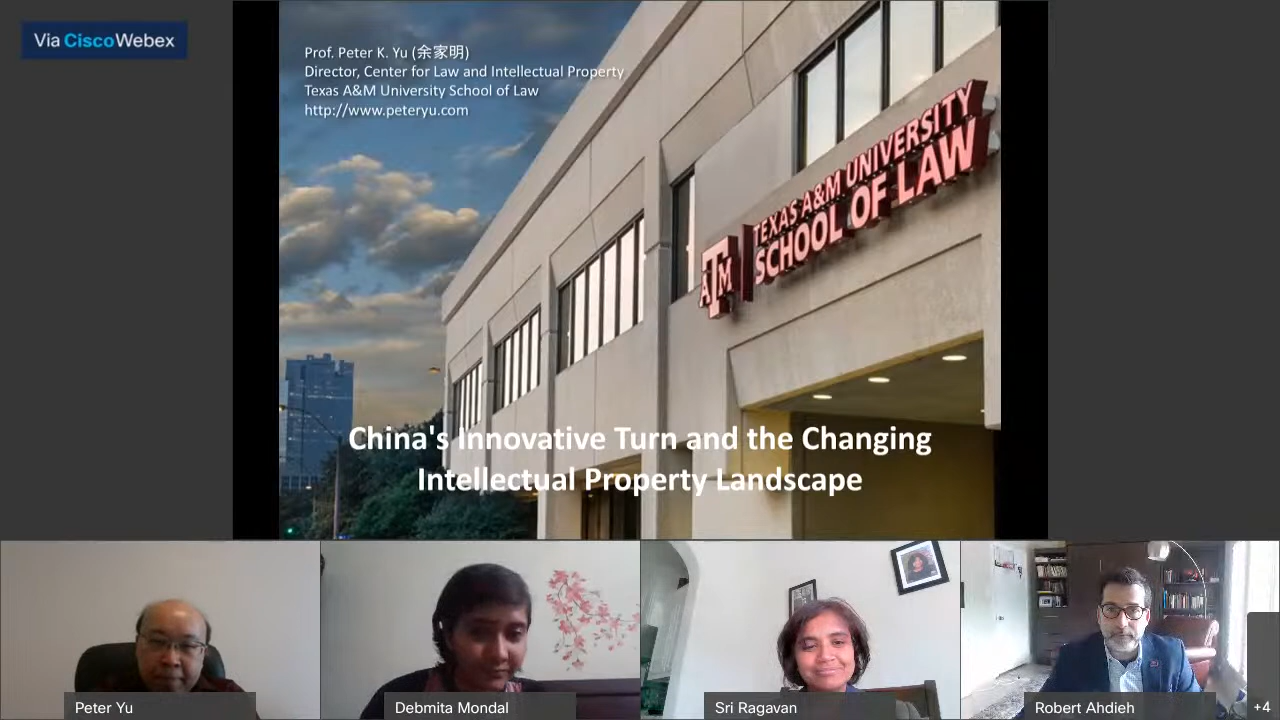 Via CiscoWebex
Prof. Peter K. Yu (余家明)
Director, Center for Law and Intellectual Property
Texas A&M University School of Law
http://www.peteryu.com
TEXAS A&M UNIVERSITY
ATM SCHOOL OF LAW
China's Innovative Turn and the Changing
Intellectual Property Landscape
Peter Yu
Debmita Mondal
Sri Ragavan
Robert Ahdieh
+4